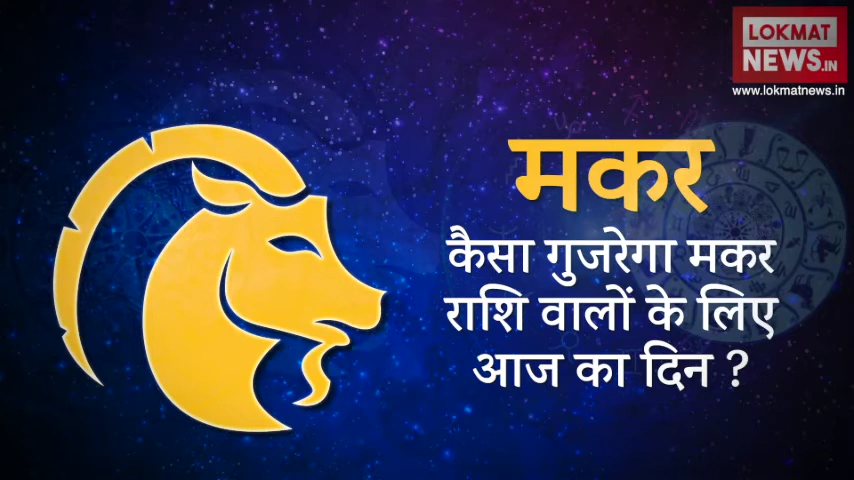 LOKMAT
NEWS.IN
www.lokmatnews.in
मकर
कैसा गुजरेगा मकर
राशि वालों के लिए
आज का दिन ?